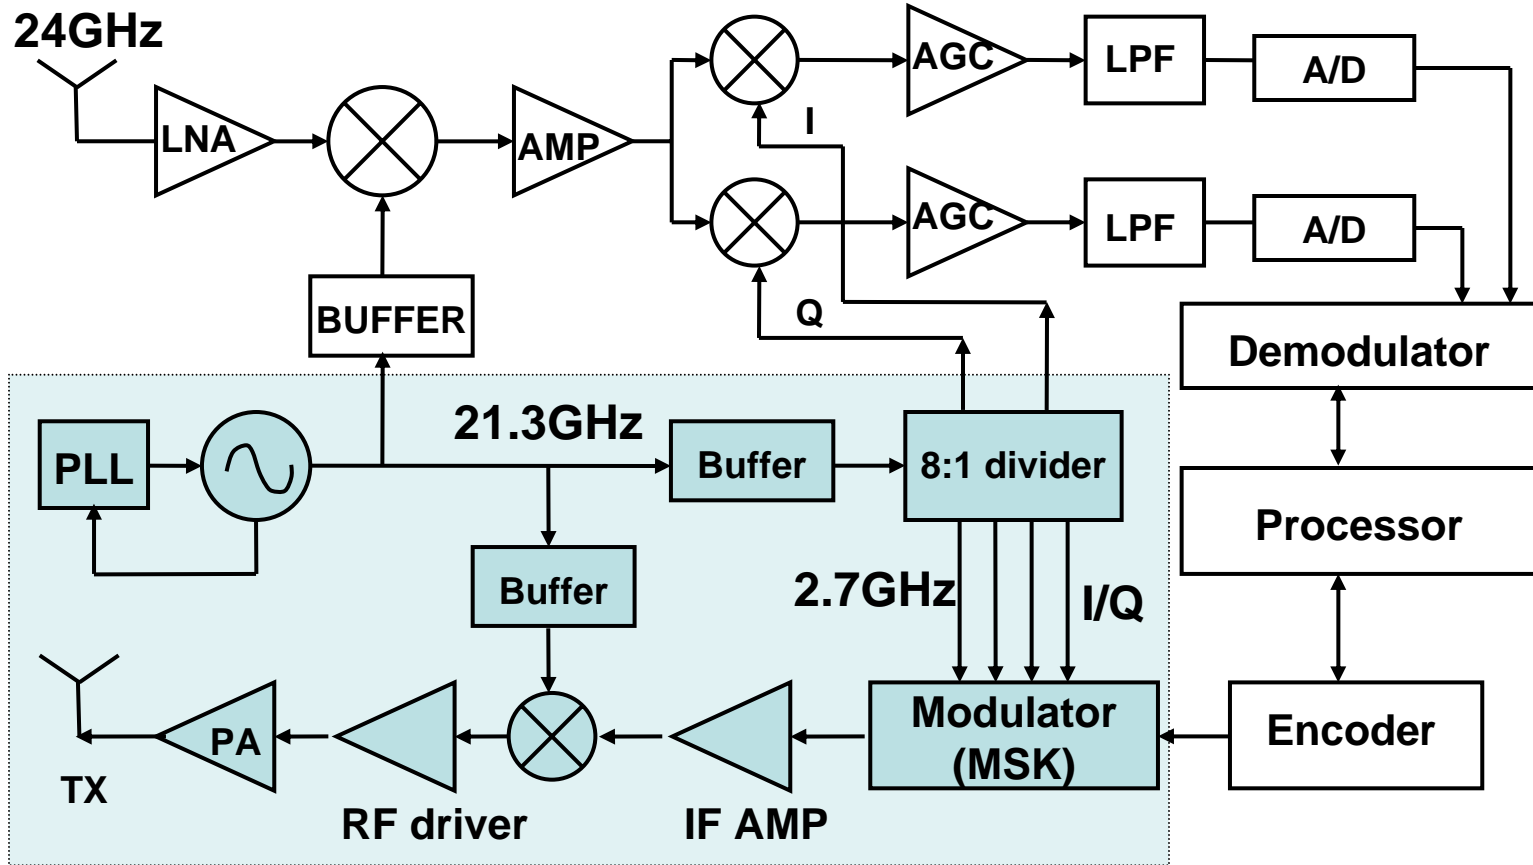 24GHz
LNA
AMP
I
AGC
LPF
A/D
AGC
LPF
A/D
BUFFER
Q
Demodulator
PLL
21.3GHz
Buffer
8:1 divider
Processor
Buffer
2.7GHz
I/Q
TX
PA
RF driver
IF AMP
Modulator
(MSK)
Encoder